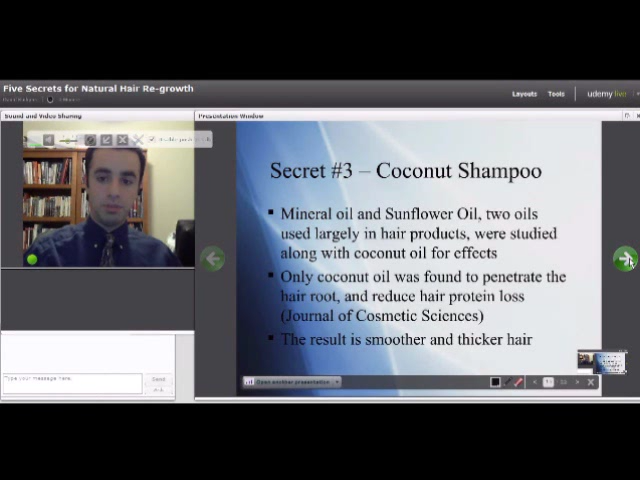 Five Secrets for Natural Hair Re-growth
Layouts
Tools
udemy live
Sound and Video Sharing
Presentation Window
Secret #3 – Coconut Shampoo
▪ Mineral oil and Sunflower Oil, two oils
used largely in hair products, were studied
along with coconut oil for effects
▪ Only coconut oil was found to penetrate the
hair root, and reduce hair protein loss
(Journal of Cosmetic Sciences)
▪ The result is smoother and thicker hair
Type your message here.
Send
Open another presentation